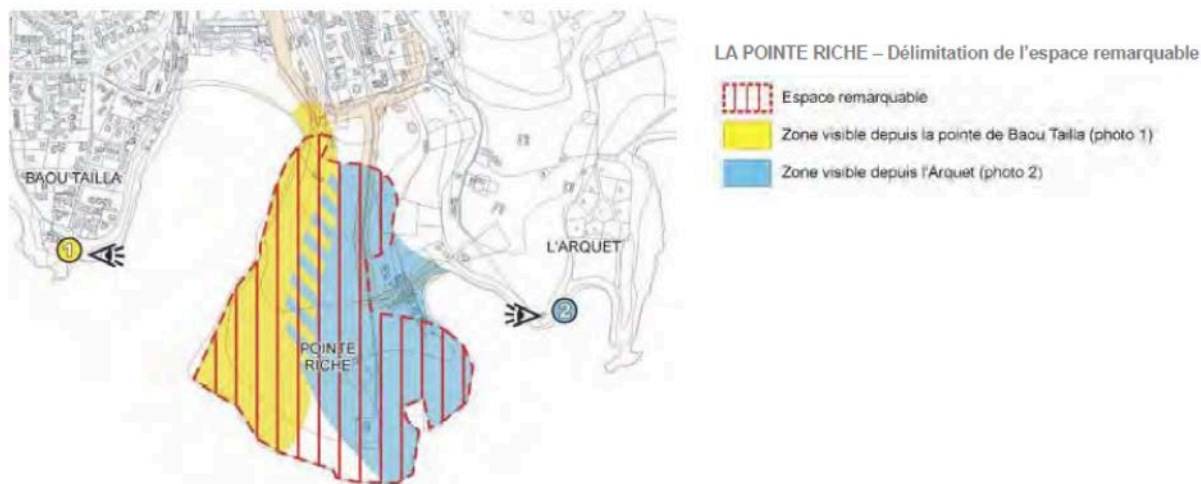 LA POINTE RICHE – Délimitation de l'espace remarquable
Espace remarquable
Zone visible depuis la pointe de Baou Tailla (photo 1)
Zone visible depuis l'Arquet (photo 2)
BAOU TAILLA
1
L'ARQUET
2
POINTE
RICHE